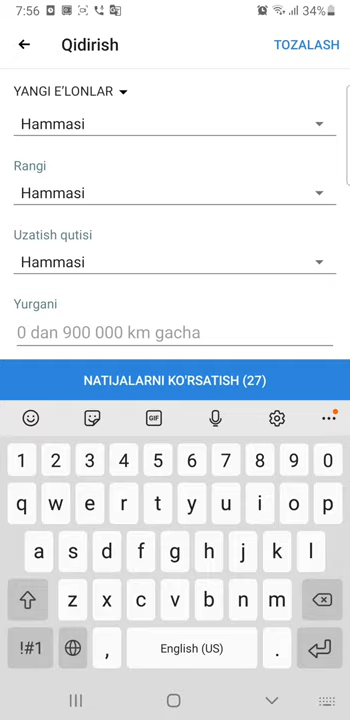 7:56
34%
Qidirish
TOZALASH
YANGI E'LONLAR
Hammasi
Rangi
Hammasi
Uzatish qutisi
Hammasi
Yurgani
0 dan 900 000 km gacha
NATIJALARNI KO'RSATISH (27)
GIF
1 2 3 4 5 6 7 8 9 0
q w e r t y u i o p
a s d f g h j k l
z x c v b n m
!#1 , English (US) .